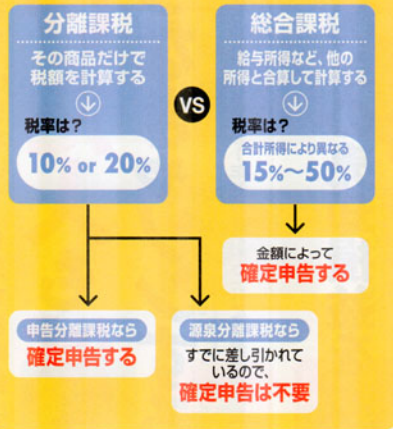 分離課税
その商品だけで
税額を計算する
税率は?
10% or 20%
VS
総合課税
給与所得など、他の
所得と合算して計算する
税率は?
合計所得により異なる
15%~50%
金額によって
確定申告する
申告分離課税なら
確定申告する
源泉分離課税なら
すでに差し引かれて
いるので、
確定申告は不要